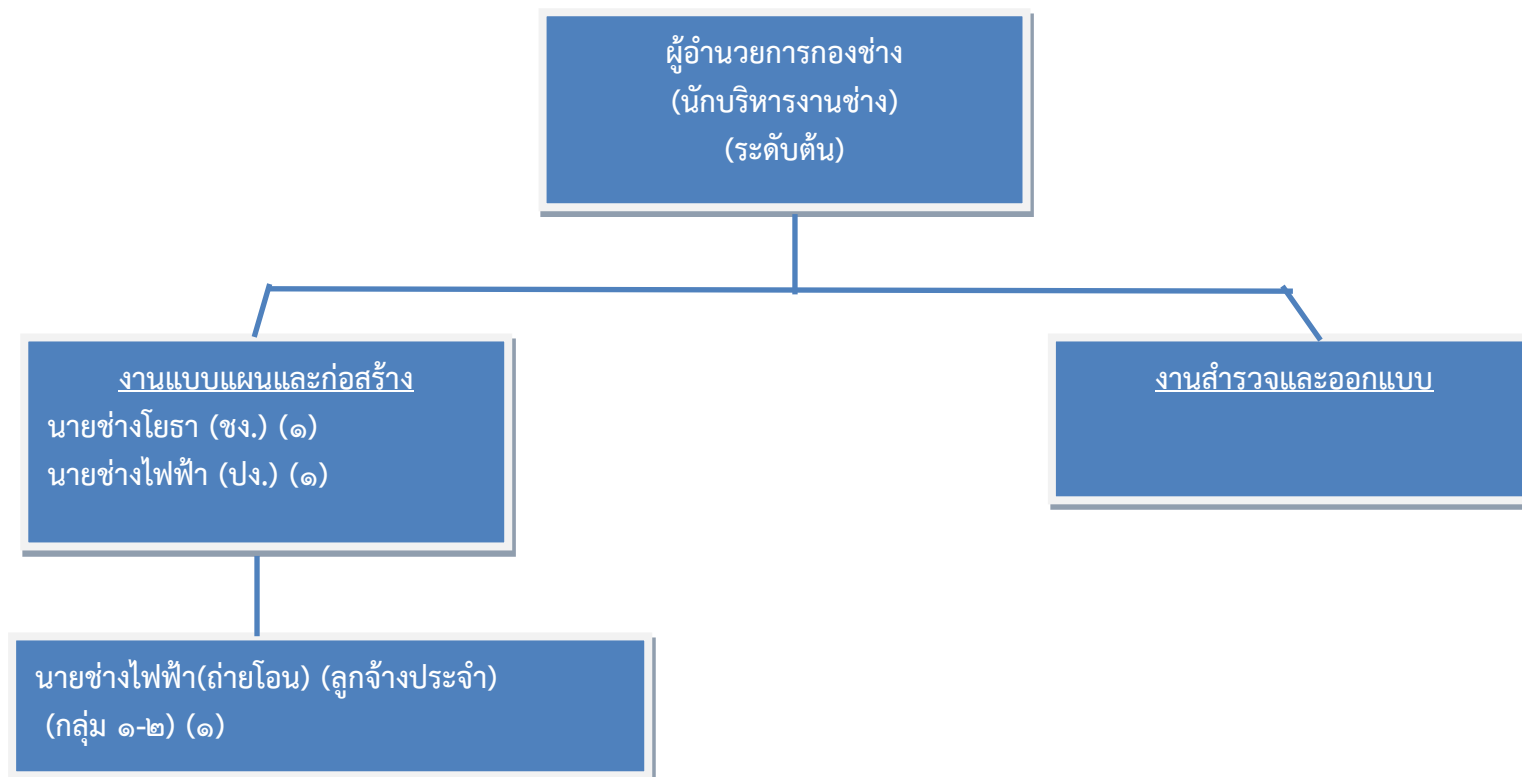 ผู้อำนวยการกองช่าง
(นักบริหารงานช่าง)
(ระดับต้น)
งานแบบแผนและก่อสร้าง
นายช่างโยธา (ชง.) (๑)
นายช่างไฟฟ้า (ปง.) (๑)
งานสำรวจและออกแบบ
นายช่างไฟฟ้า(ถ่ายโอน) (ลูกจ้างประจำ)
(กลุ่ม ๑-๒) (๑)